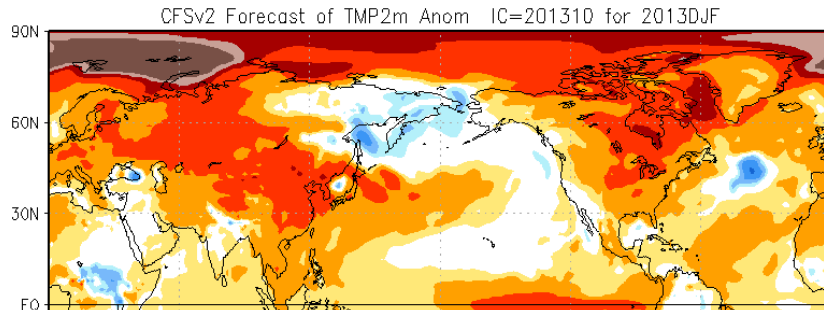 CFSv2 Forecast of TMP2m Anom IC=201310 for 2013DJF
90N
60N
30N
EQ